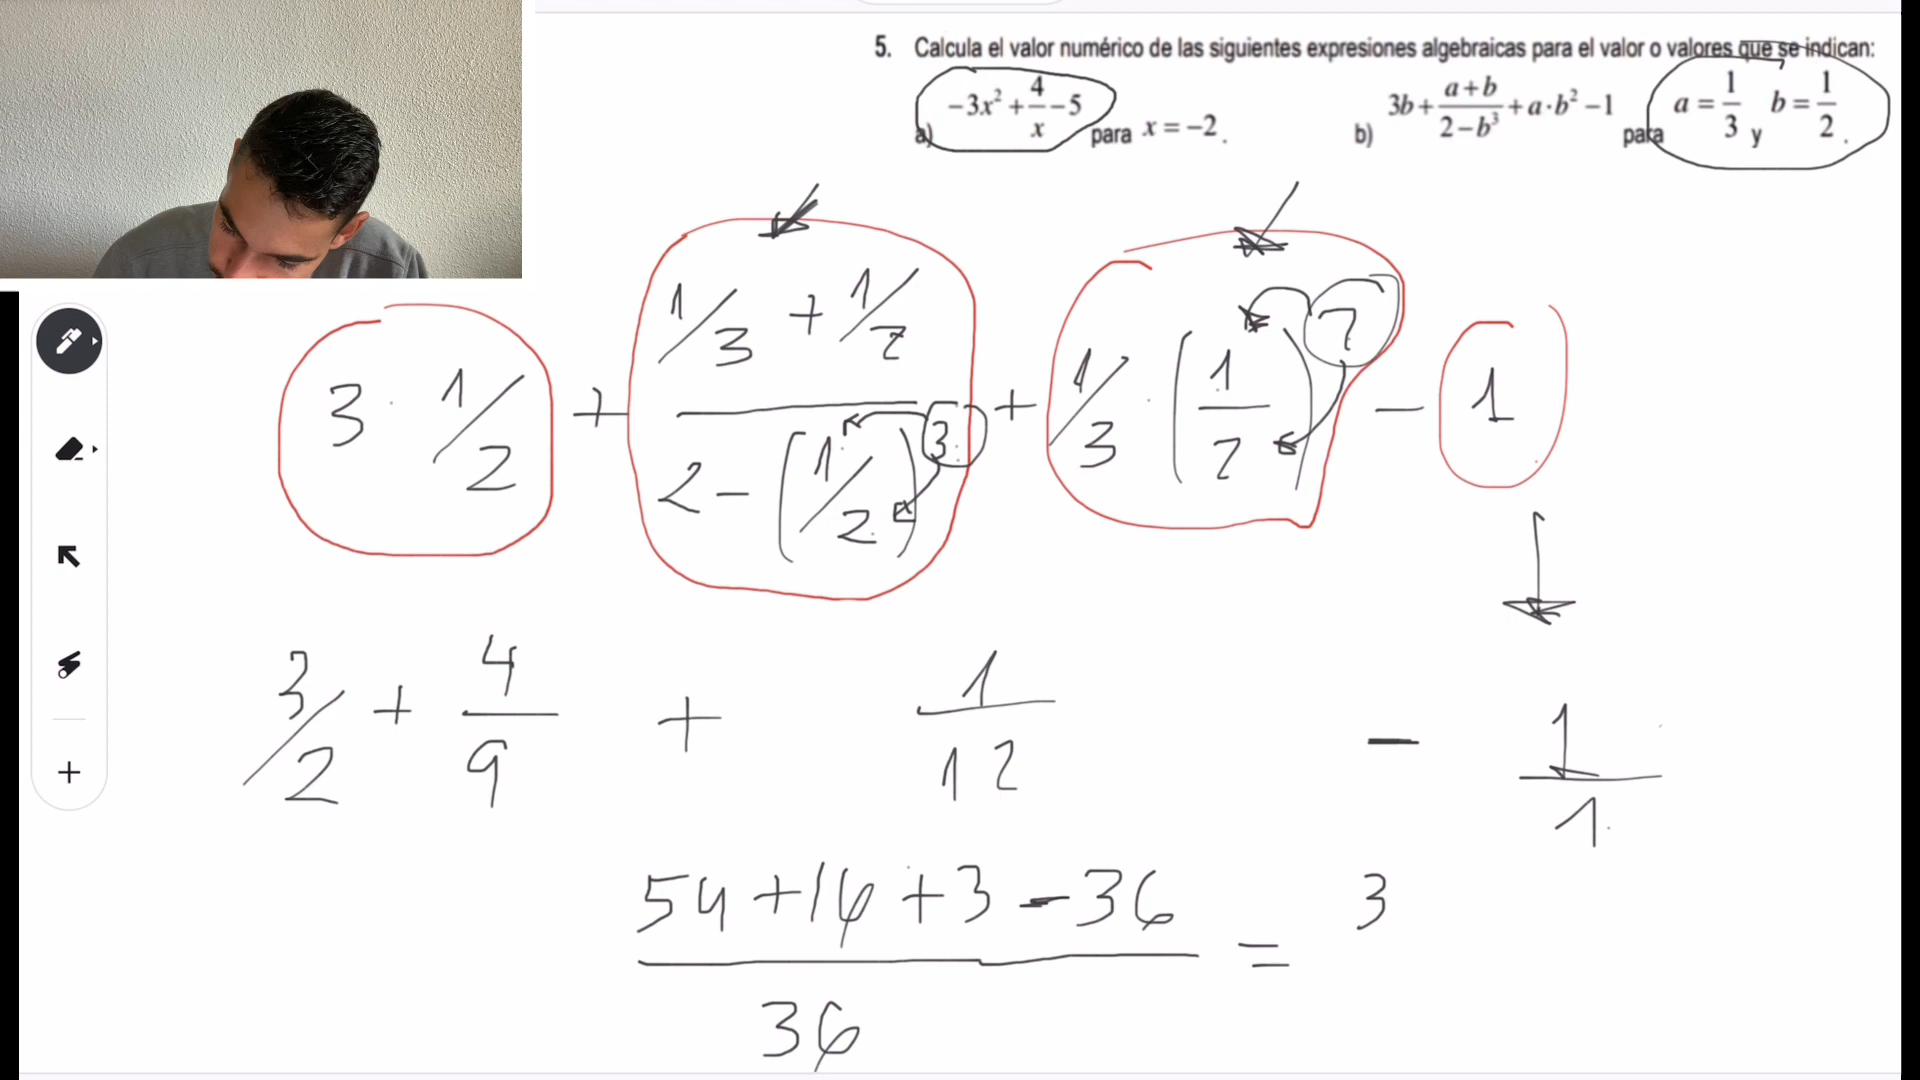 5. Calcula el valor numérico de las siguientes expresiones algebraicas para el valor o valores que se indican:
a) -3x² + 4/x - 5 para x = -2. b) 3b + (a+b)/(2-b³) + a·b² - 1 para a = 1/3 y b = 1/2.
3 · 1/2 + (1/3 + 1/2)/(2 - (1/2)³) + 1/3 · (1/2)² - 1
3/2 + 4/9 + 1/12 - 1/1
(54 + 16 + 3 - 36)/36 = 3
+